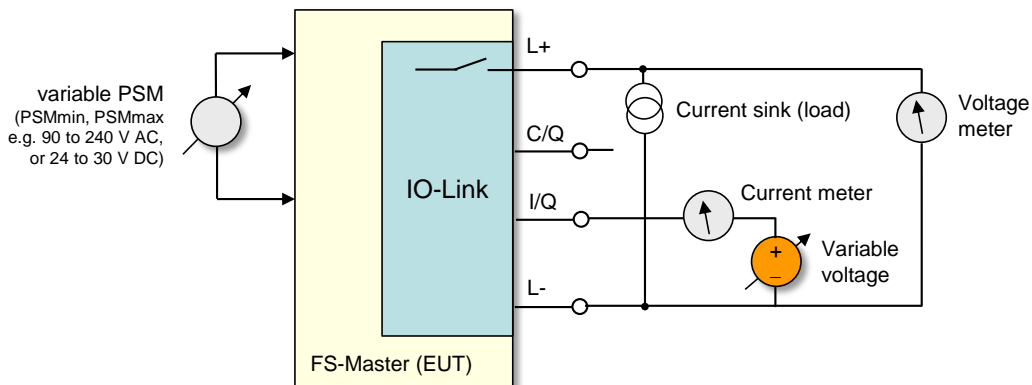 variable PSM
(PSMmin, PSMmax
e.g. 90 to 240 V AC,
or 24 to 30 V DC)
IO-Link
FS-Master (EUT)
L+
C/Q
I/Q
L-
Current sink (load)
Current meter
+
–
Variable
voltage
Voltage
meter